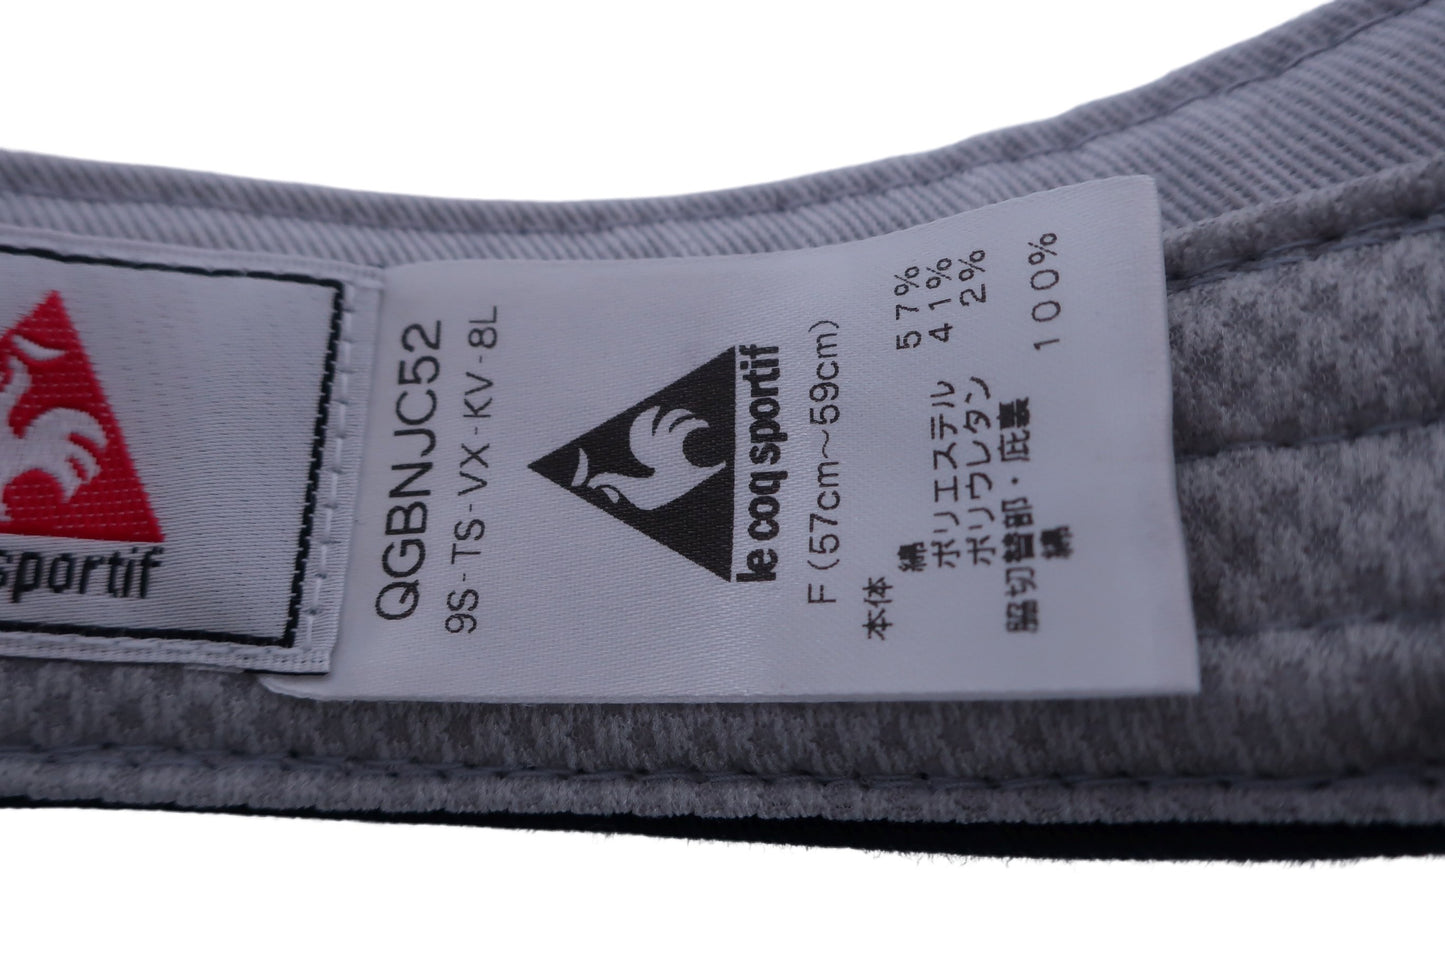 sportif
QGBNJC52
9S-TS-VX-KV-8L
le coq sportif
F (57cm~59cm)
本体
綿 57%
ポリエステル 41%
ポリウレタン 2%
脇切替部・庇裏
綿 100%